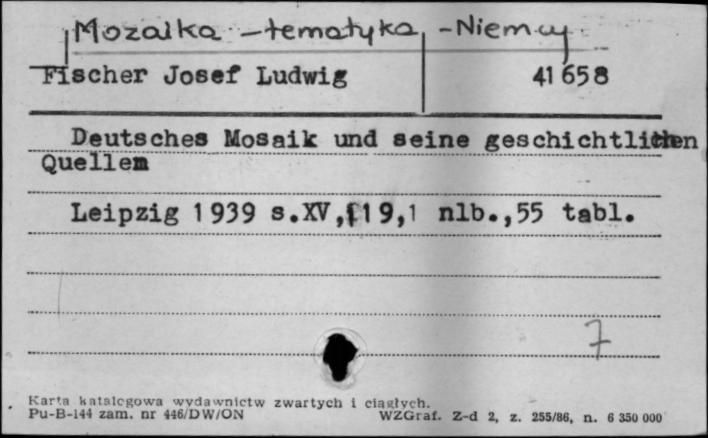 Mozaika - tematyka - Niemcy
Fischer Josef Ludwig 41 658
Deutsches Mosaik und seine geschichtlichen
Quellen
Leipzig 1939 s.XV,119,1 nlb.,55 tabl.
7
Karta katalogowa wydawnictw zwartych i ciągłych.
Pu-B-144 zam. nr 446/DW/ON WZGraf. Z-d 2, z. 255/86, n. 6 350 000